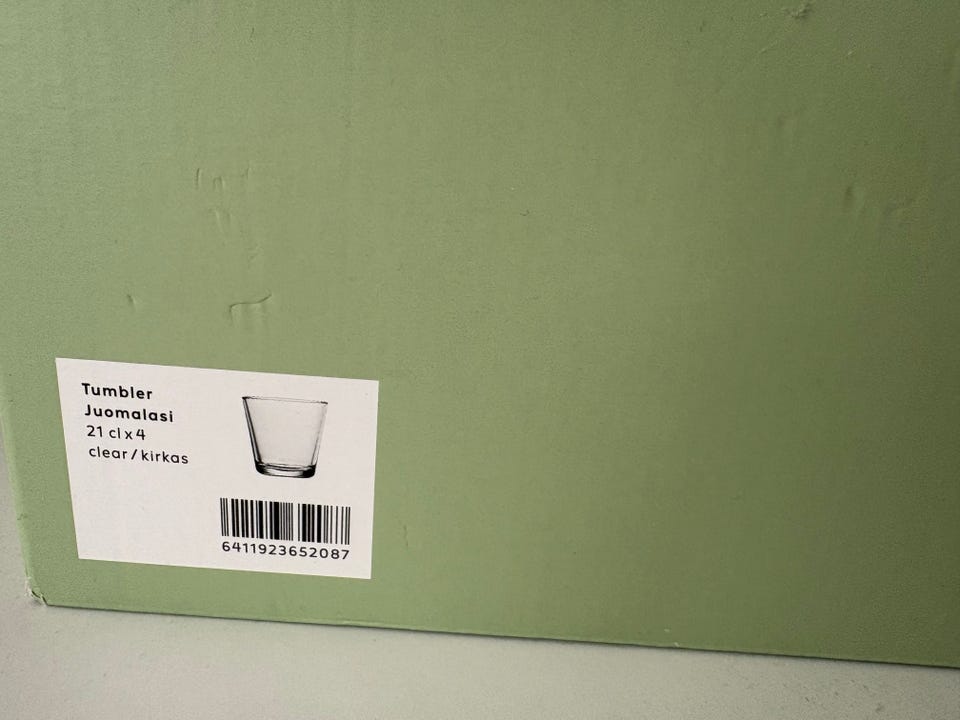 Tumbler
Juomalasi
21 cl x 4
clear / kirkas
6411923652087